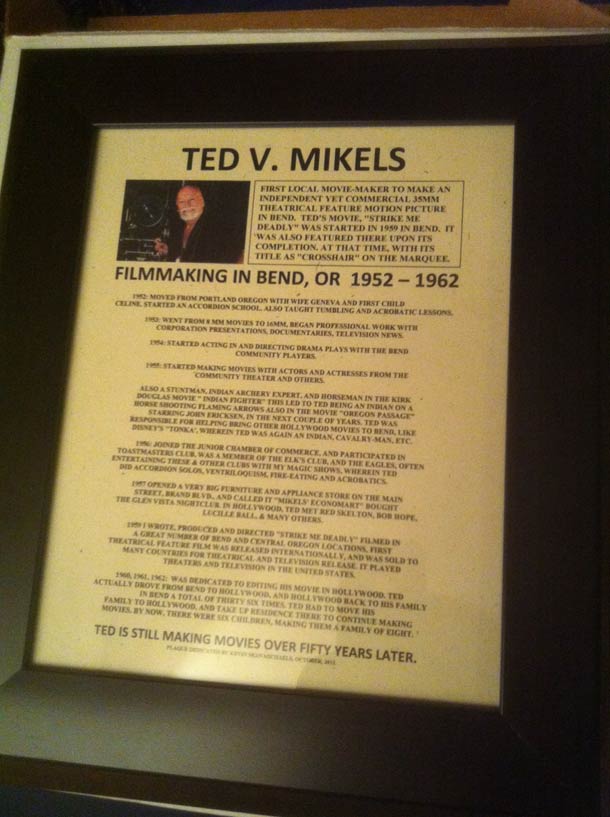 TED V. MIKELS
FIRST LOCAL MOVIE-MAKER TO MAKE AN
INDEPENDENT YET COMMERCIAL 35MM
THEATRICAL FEATURE MOTION PICTURE
IN BEND. TED'S MOVIE, "STRIKE ME
DEADLY" WAS STARTED IN 1959 IN BEND. IT
WAS ALSO FEATURED THERE UPON ITS
COMPLETION. AT THAT TIME, WITH ITS
TITLE AS "CROSSHAIR" ON THE MARQUEE.
FILMMAKING IN BEND, OR 1952 – 1962
1952: MOVED FROM PORTLAND OREGON WITH WIFE GENEVA AND FIRST CHILD
CELINE. STARTED AN ACCORDION SCHOOL. ALSO TAUGHT TUMBLING AND ACROBATIC LESSONS.
1953: WENT FROM 8 MM MOVIES TO 16MM, BEGAN PROFESSIONAL WORK WITH
CORPORATION PRESENTATIONS, DOCUMENTARIES, TELEVISION NEWS.
1954: STARTED ACTING IN AND DIRECTING DRAMA PLAYS WITH THE BEND
COMMUNITY PLAYERS.
1955: STARTED MAKING MOVIES WITH ACTORS AND ACTRESSES FROM THE
COMMUNITY THEATER AND OTHERS.
ALSO A STUNTMAN, INDIAN ARCHERY EXPERT, AND HORSEMAN IN THE KIRK
DOUGLAS MOVIE " INDIAN FIGHTER" THIS LED TO TED BEING AN INDIAN ON A
HORSE SHOOTING FLAMING ARROWS ALSO IN THE MOVIE "OREGON PASSAGE"
STARRING JOHN ERICKSEN, IN THE NEXT COUPLE OF YEARS. TED WAS
RESPONSIBLE FOR HELPING BRING OTHER HOLLYWOOD MOVIES TO BEND, LIKE
DISNEY'S "TONKA', WHEREIN TED WAS AGAIN AN INDIAN, CAVALRY-MAN, ETC.
1956: JOINED THE JUNIOR CHAMBER OF COMMERCE, AND PARTICIPATED IN
TOASTMASTERS CLUB, WAS A MEMBER OF THE ELK'S CLUB, AND THE EAGLES, OFTEN
ENTERTAINING THESE & OTHER CLUBS WITH MY MAGIC SHOWS, WHEREIN TED
DID ACCORDION SOLOS, VENTRILOQUISM, FIRE-EATING AND ACROBATICS.
1957 OPENED A VERY BIG FURNITURE AND APPLIANCE STORE ON THE MAIN
STREET, BRAND BLVD., AND CALLED IT "MIKELS' ECONOMART" BOUGHT
THE GLEN VISTA NIGHTCLUB. IN HOLLYWOOD, TED MET RED SKELTON, BOB HOPE,
LUCILLE BALL, & MANY OTHERS.
1959 I WROTE, PRODUCED AND DIRECTED "STRIKE ME DEADLY" FILMED IN
A GREAT NUMBER OF BEND AND CENTRAL OREGON LOCATIONS, FIRST
THEATRICAL FEATURE FILM WAS RELEASED INTERNATIONALLY, AND WAS SOLD TO
MANY COUNTRIES FOR THEATRICAL AND TELEVISION RELEASE. IT PLAYED
THEATERS AND TELEVISION IN THE UNITED STATES.
1960, 1961, 1962: WAS DEDICATED TO EDITING HIS MOVIE IN HOLLYWOOD. TED
ACTUALLY DROVE FROM BEND TO HOLLYWOOD, AND HOLLYWOOD BACK TO HIS FAMILY
IN BEND A TOTAL OF THIRTY SIX TIMES. TED HAD TO MOVE HIS
FAMILY TO HOLLYWOOD, AND TAKE UP RESIDENCE THERE TO CONTINUE MAKING
MOVIES. BY NOW, THERE WERE SIX CHILDREN, MAKING THEM A FAMILY OF EIGHT.
TED IS STILL MAKING MOVIES OVER FIFTY YEARS LATER.
PLAQUE DEDICATED BY KEVIN SEAN MICHAELS, OCTOBER,